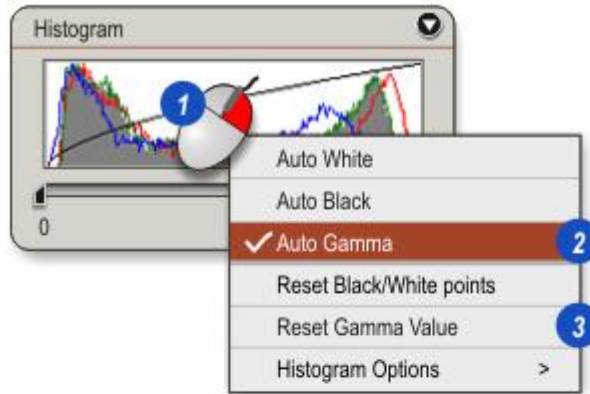 Histogram
1
0
Auto White
Auto Black
Auto Gamma
2
Reset Black/White points
Reset Gamma Value
3
Histogram Options >